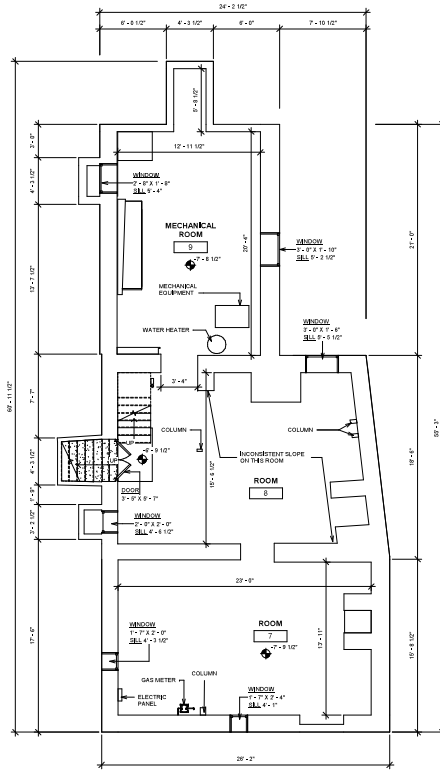 24' - 2 1/2"
6' - 0 1/2"
4' - 3 1/2"
6' - 0"
7' - 10 1/2"
5' - 9 1/2"
3' - 0"
12' - 11 1/2"
WINDOW
2' - 8" X 1' - 8"
SILL 5' - 4"
4' - 3 1/2"
MECHANICAL
ROOM
9
-7' - 8 1/2"
20' - 4"
WINDOW
3' - 0" X 1' - 10"
SILL 5' - 2 1/2"
21' - 0"
13' - 7 1/2"
MECHANICAL
EQUIPMENT
WINDOW
3' - 0" X 1' - 6"
SILL 5' - 5 1/2"
WATER HEATER
60' - 11 1/2"
55' - 3"
3' - 4"
7' - 7"
COLUMN
COLUMN
UP
UP
-6' - 9 1/2"
INCONSISTENT SLOPE
ON THIS ROOM
4' - 3 1/2"
15' - 6 1/2"
18' - 6"
DOOR
3' - 5" X 5' - 7"
ROOM
8
WINDOW
2' - 0" X 2' - 0"
SILL 4' - 6 1/2"
3' - 2 1/2"
23' - 0"
17' - 6"
WINDOW
1' - 7" X 2' - 0"
SILL 4' - 3 1/2"
ROOM
7
-7' - 9 1/2"
13' - 11"
15' - 8 1/2"
GAS METER
COLUMN
ELECTRIC
PANEL
WINDOW
1' - 7" X 2' - 4"
SILL 4' - 1"
26' - 2"